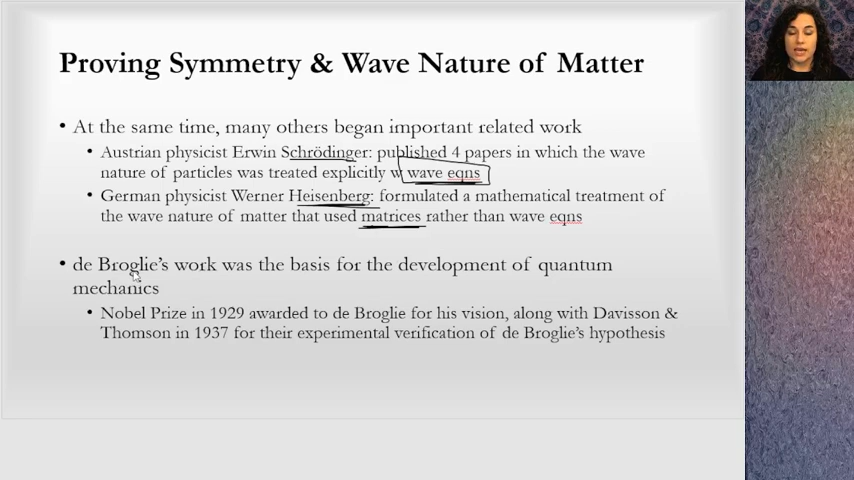 Proving Symmetry & Wave Nature of Matter
• At the same time, many others began important related work
• Austrian physicist Erwin Schrödinger: published 4 papers in which the wave
nature of particles was treated explicitly w wave eqns
• German physicist Werner Heisenberg: formulated a mathematical treatment of
the wave nature of matter that used matrices rather than wave eqns
• de Broglie’s work was the basis for the development of quantum
mechanics
• Nobel Prize in 1929 awarded to de Broglie for his vision, along with Davisson &
Thomson in 1937 for their experimental verification of de Broglie’s hypothesis